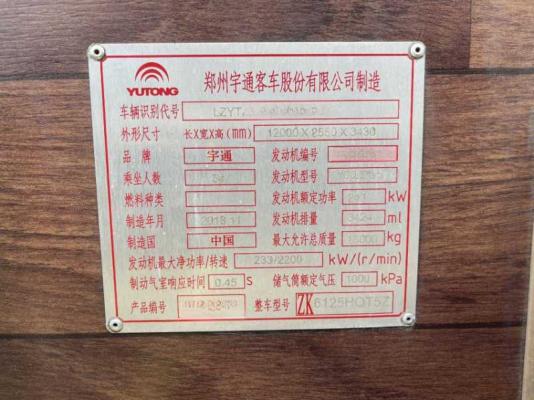 YUTONG 郑州宇通客车股份有限公司制造
车辆识别代号 LZYT
外形尺寸 长X宽X高(mm) 12000X2550X3430
品牌 宇通 发动机编号
乘坐人数 发动机型号
燃料种类 发动机额定功率 kW
制造年月 2018 11 发动机排量 ml
制造国 中国 最大允许总质量 kg
发动机最大净功率/转速 233/2200 kW/(r/min)
制动气室响应时间 0.45 s 储气筒额定气压 1000 kPa
产品编号 整车型号 ZK6125HQT5Z